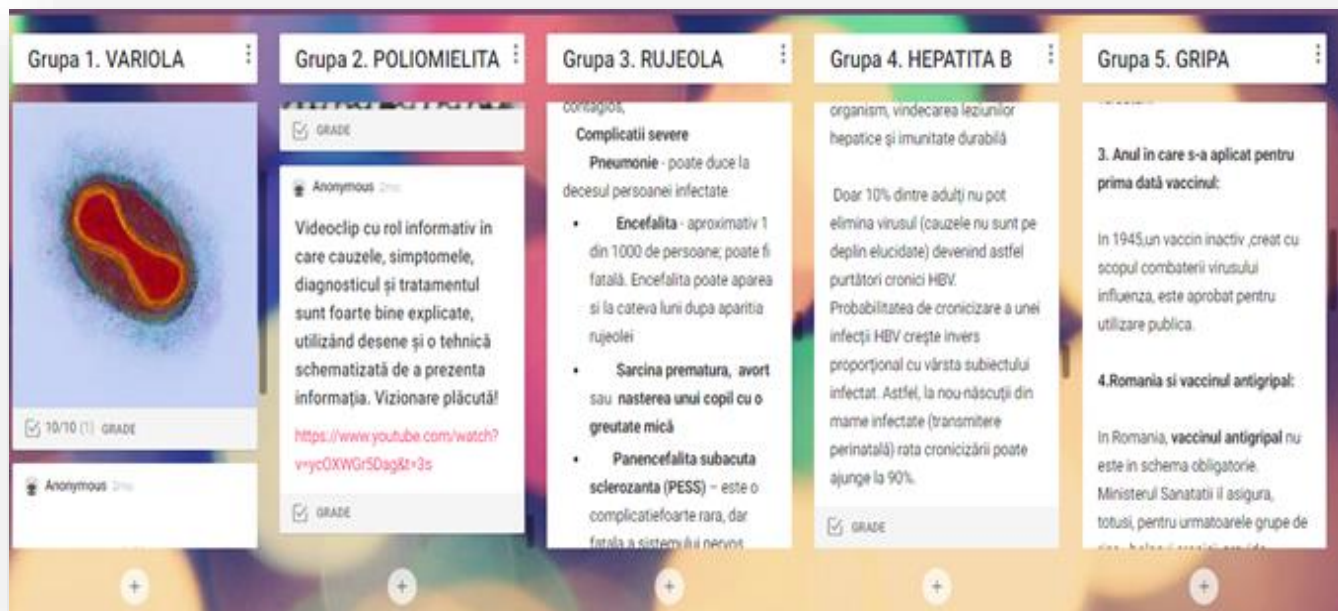 Grupa 1. VARIOLA
10/10 (1) GRADE
Anonymous 2mo
Grupa 2. POLIOMIELITA
GRADE
Anonymous 2mo
Videoclip cu rol informativ in
care cauzele, simptomele,
diagnosticul și tratamentul
sunt foarte bine explicate,
utilizând desene și o tehnică
schematizată de a prezenta
informația. Vizionare plăcută!
https://www.youtube.com/watch?
v=ycOXWGr5Dag&t=3s
GRADE
Grupa 3. RUJEOLA
contagios,
Complicatii severe
Pneumonie - poate duce la
decesul persoanei infectate
• Encefalita - aproximativ 1
din 1000 de persoane; poate fi
fatală. Encefalita poate aparea
si la cateva luni dupa aparitia
rujeolei
• Sarcina prematura, avort
sau nasterea unui copil cu o
greutate mică
• Panencefalita subacuta
sclerozanta (PESS) – este o
complicatiefoarte rara, dar
fatala a sistemului nervos
Grupa 4. HEPATITA B
organism, vindecarea leziunilor
hepatice și imunitate durabilă
Doar 10% dintre adulți nu pot
elimina virusul (cauzele nu sunt pe
deplin elucidate) devenind astfel
purtători cronici HBV.
Probabilitatea de cronicizare a unei
infecții HBV crește invers
proporțional cu vârsta subiectului
infectat. Astfel, la nou-născuții din
mame infectate (transmitere
perinatală) rata cronicizării poate
ajunge la 90%.
GRADE
Grupa 5. GRIPA
3. Anul in care s-a aplicat pentru
prima dată vaccinul:
In 1945,un vaccin inactiv ,creat cu
scopul combaterii virusului
influenza, este aprobat pentru
utilizare publica.
4.Romania si vaccinul antigripal:
In Romania, vaccinul antigripal nu
este in schema obligatorie.
Ministerul Sanatatii il asigura,
totusi, pentru urmatoarele grupe de